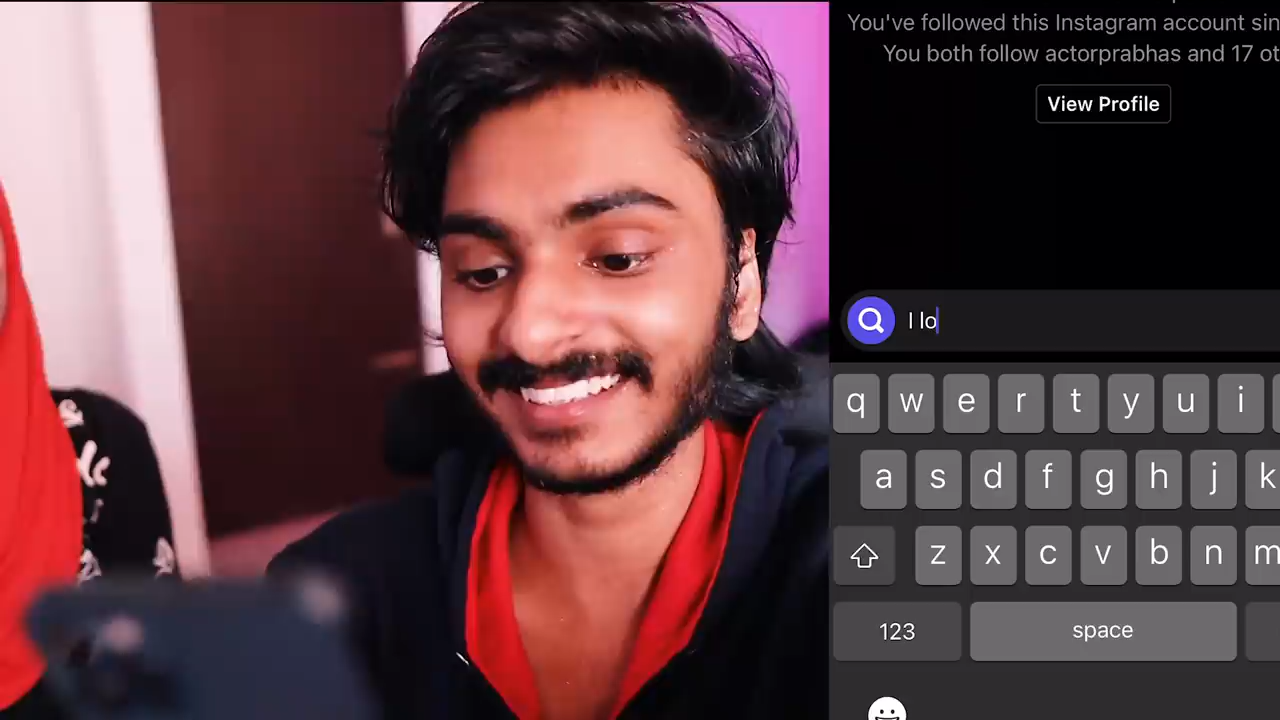 You've followed this Instagram account sin
You both follow actorprabhas and 17 ot
View Profile
I lo
q w e r t y u i
a s d f g h j k
z x c v b n m
123 space